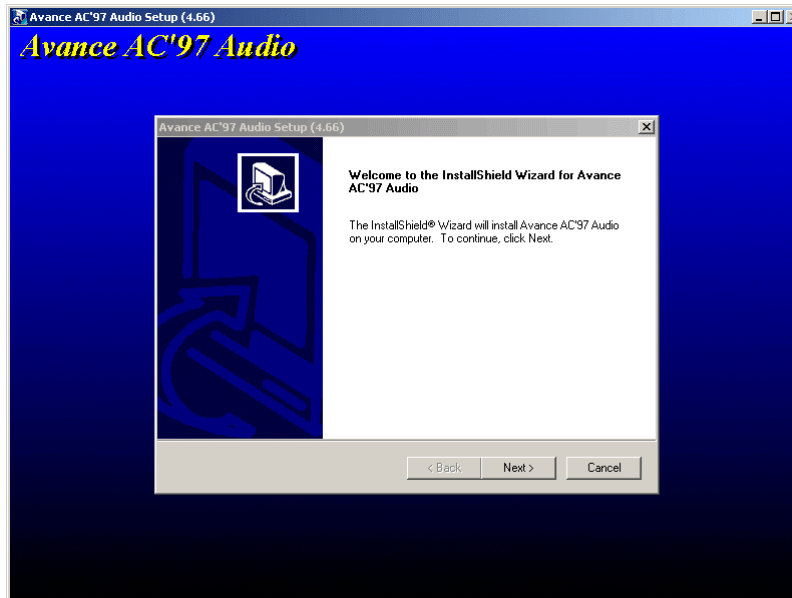 Avance AC'97 Audio Setup (4.66)
Avance AC'97 Audio
Avance AC'97 Audio Setup (4.66)
Welcome to the InstallShield Wizard for Avance
AC'97 Audio
The InstallShield® Wizard will install Avance AC'97 Audio
on your computer. To continue, click Next.
< Back
Next >
Cancel